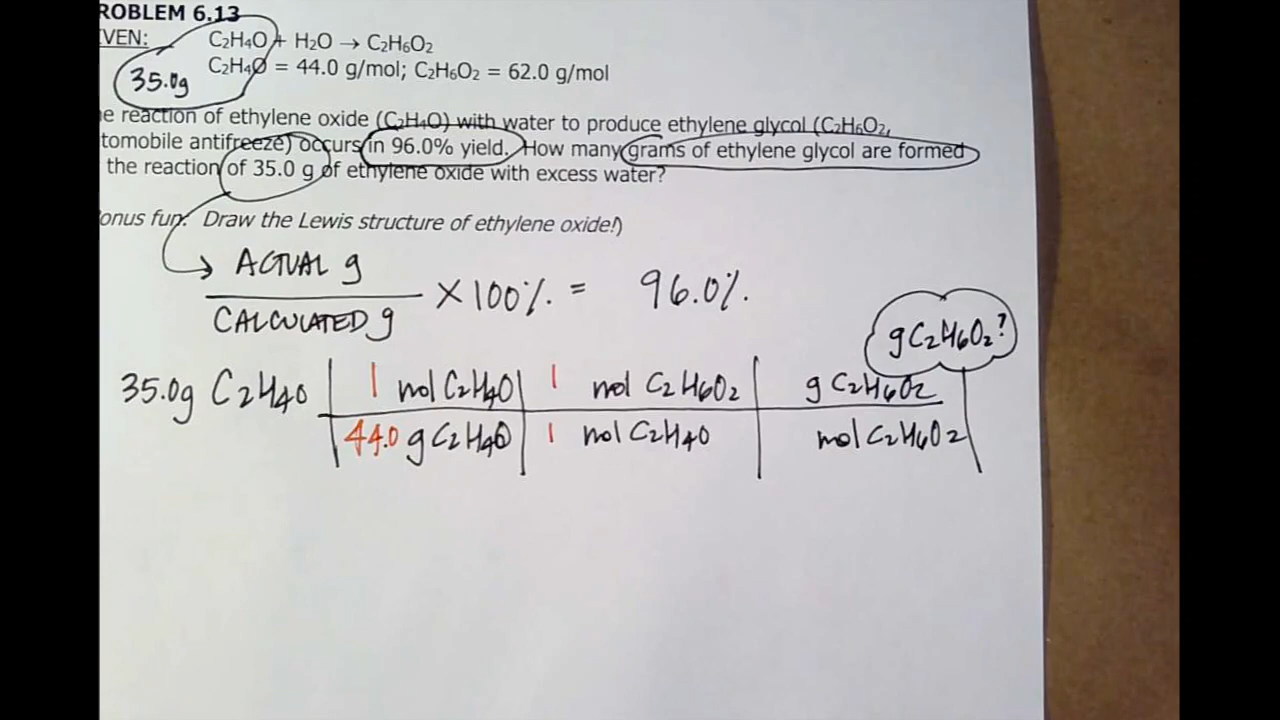 ROBLEM 6.13
VEN: C2H4O + H2O → C2H6O2
35.0g C2H4O = 44.0 g/mol; C2H6O2 = 62.0 g/mol
e reaction of ethylene oxide (C2H4O) with water to produce ethylene glycol (C2H6O2,
tomobile antifreeze) occurs in 96.0% yield. How many grams of ethylene glycol are formed
the reaction of 35.0 g of ethylene oxide with excess water?
onus fun: Draw the Lewis structure of ethylene oxide!)
ACTUAL g
CALCULATED g
× 100% = 96.0%.
g C2H6O2?
35.0g C2H4O
1 mol C2H4O 1 mol C2H6O2 g C2H6O2
44.0 g C2H4O 1 mol C2H4O mol C2H6O2